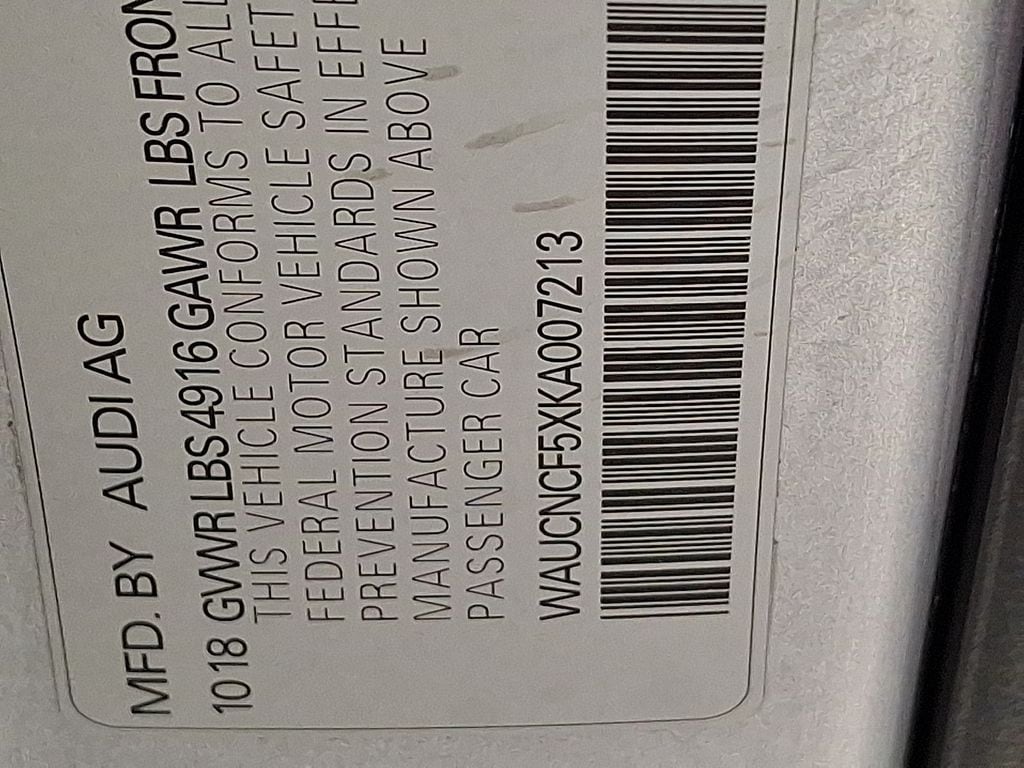 MFD. BY AUDI AG
1018 GVWR LBS 4916 GAWR LBS FRON
THIS VEHICLE CONFORMS TO ALL
FEDERAL MOTOR VEHICLE SAFET
PREVENTION STANDARDS IN EFFE
MANUFACTURE SHOWN ABOVE
PASSENGER CAR
WAUCNCF5XKA007213